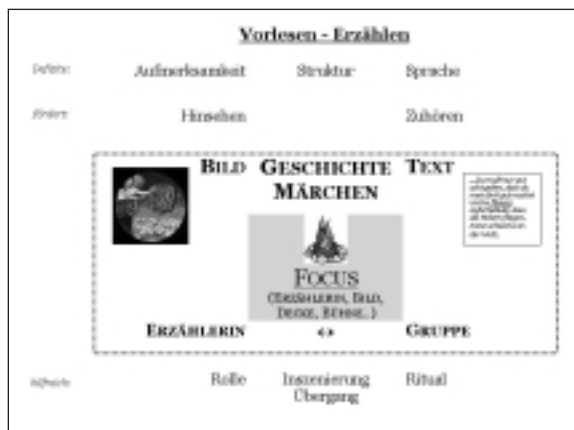 Vorlesen - Erzählen
Aufmerksamkeit Struktur Sprache
fördert: Hinsehen Zuhören
BILD GESCHICHTE TEXT
MÄRCHEN
FOCUS
(ERZÄHLERIN, BILD,
DECKE, BÜHNE..)
ERZÄHLERIN ↔ GRUPPE
Rolle Inszenierung Ritual
Übergang